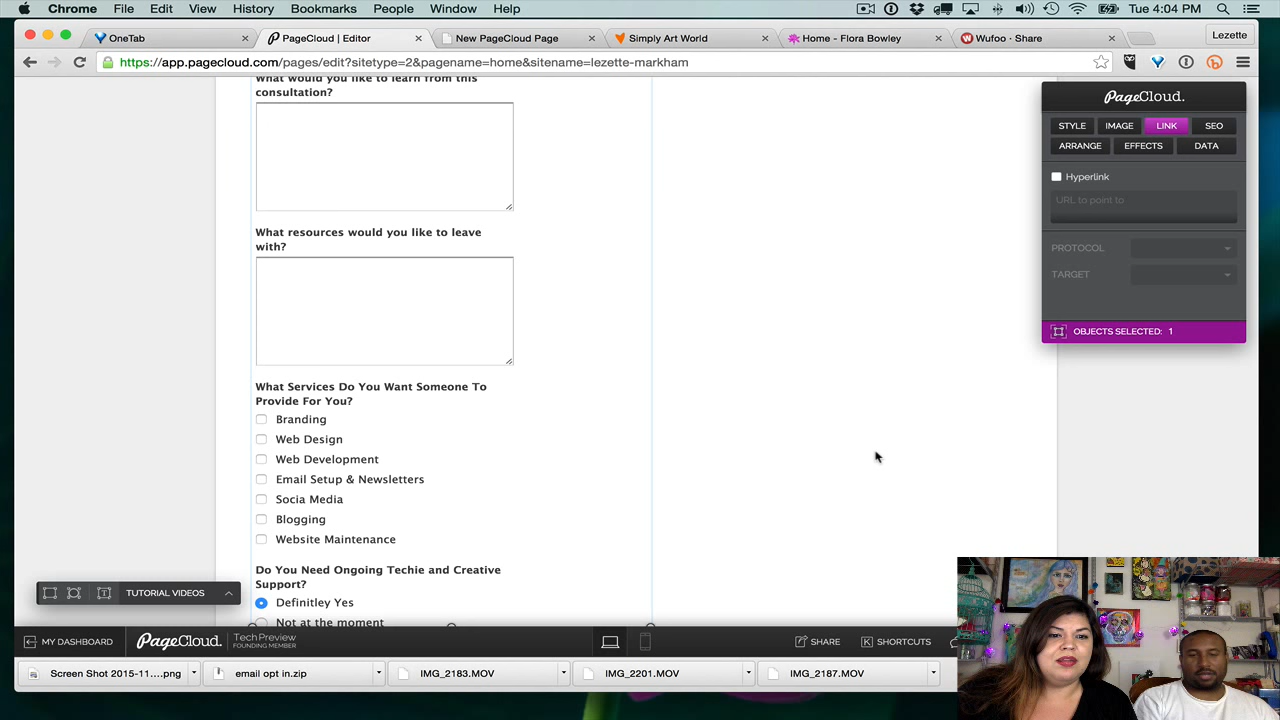 Chrome File Edit View History Bookmarks People Window Help Tue 4:04 PM
OneTab PageCloud | Editor New PageCloud Page Simply Art World Home - Flora Bowley Wufoo · Share Lezette
https://app.pagecloud.com/pages/edit?sitetype=2&pagename=home&sitename=lezette-markham
What would you like to learn from this
consultation?
What resources would you like to leave
with?
What Services Do You Want Someone To
Provide For You?
Branding
Web Design
Web Development
Email Setup & Newsletters
Socia Media
Blogging
Website Maintenance
Do You Need Ongoing Techie and Creative
Support?
Definitley Yes
Not at the moment
PageCloud.
STYLE IMAGE LINK SEO
ARRANGE EFFECTS DATA
Hyperlink
URL to point to
PROTOCOL
TARGET
OBJECTS SELECTED: 1
TUTORIAL VIDEOS
MY DASHBOARD PageCloud. Tech Preview SHARE SHORTCUTS
FOUNDING MEMBER
Screen Shot 2015-11....png email opt in.zip IMG_2183.MOV IMG_2201.MOV IMG_2187.MOV